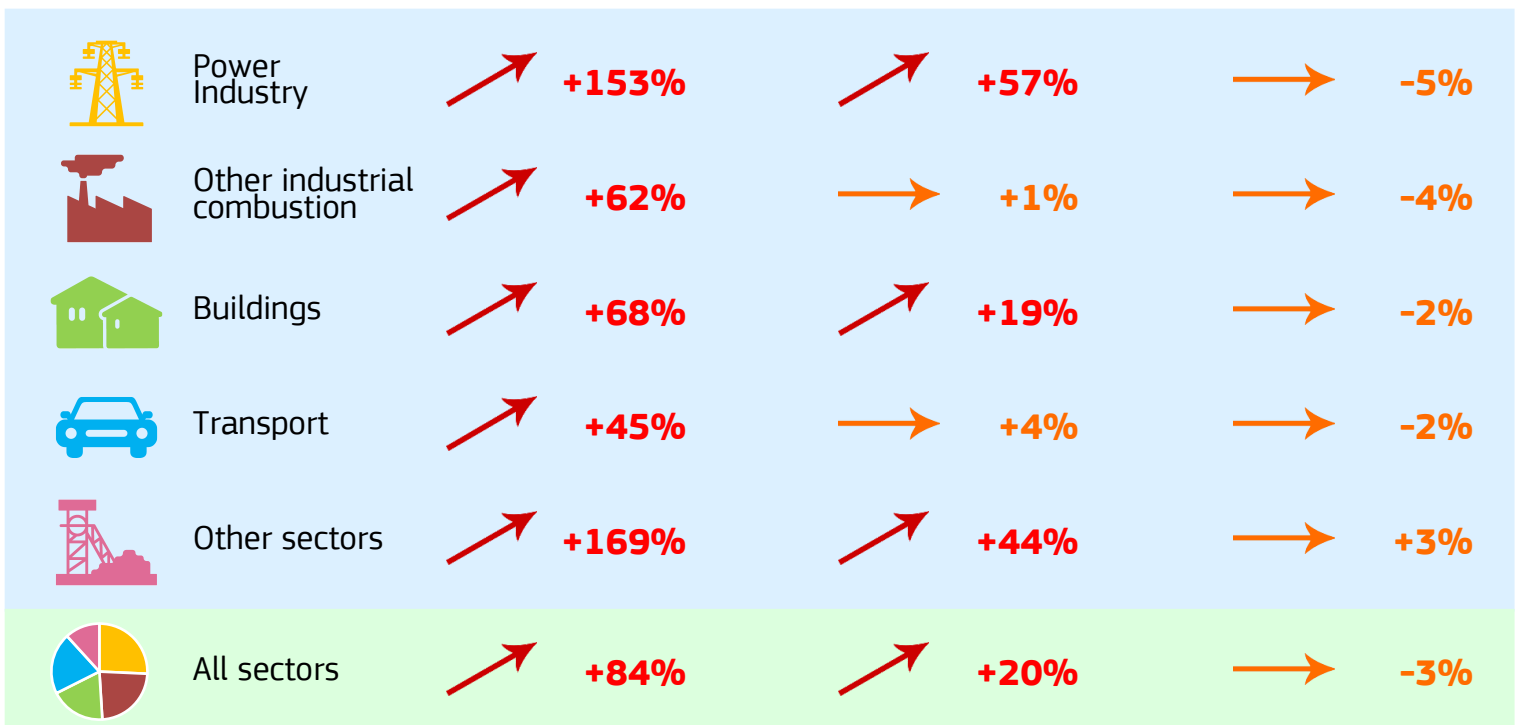 Power
Industry
+153%
+57%
-5%
Other industrial
combustion
+62%
+1%
-4%
Buildings
+68%
+19%
-2%
Transport
+45%
+4%
-2%
Other sectors
+169%
+44%
+3%
All sectors
+84%
+20%
-3%